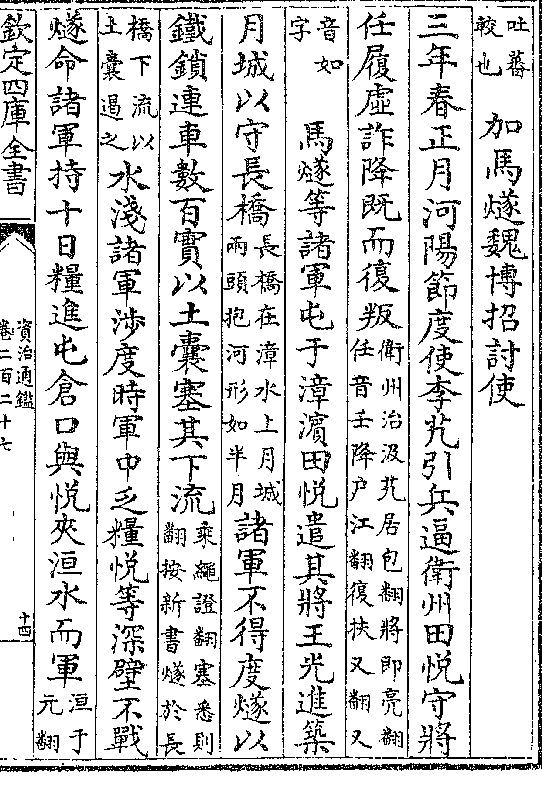 吐蕃
較也
加馬燧魏博招討使
三年春正月河陽節度使李艽引兵逼衛州田悅守將
任履虛詐降既而復叛
衛州治汲艽居包翻將即亮翻
任音壬降户江翻復扶又翻又
音如
字
馬燧等諸軍屯于漳濱田悅遣其將王光進築
月城以守長橋
長橋在漳水上月城
兩頭抱河形如半月
諸軍不得度燧以
鐵鎖連車數百實以土囊塞其下流
乘繩證翻塞悉則
翻按新書燧於長
橋下流以
土囊遏之
水淺諸軍涉度時軍中乏糧悅等深壁不戰
燧命諸軍持十日糧進屯倉口與悅夾洹水而軍
洹于
元翻
欽定四庫全書
資治通鑑
卷二百二十七
十四